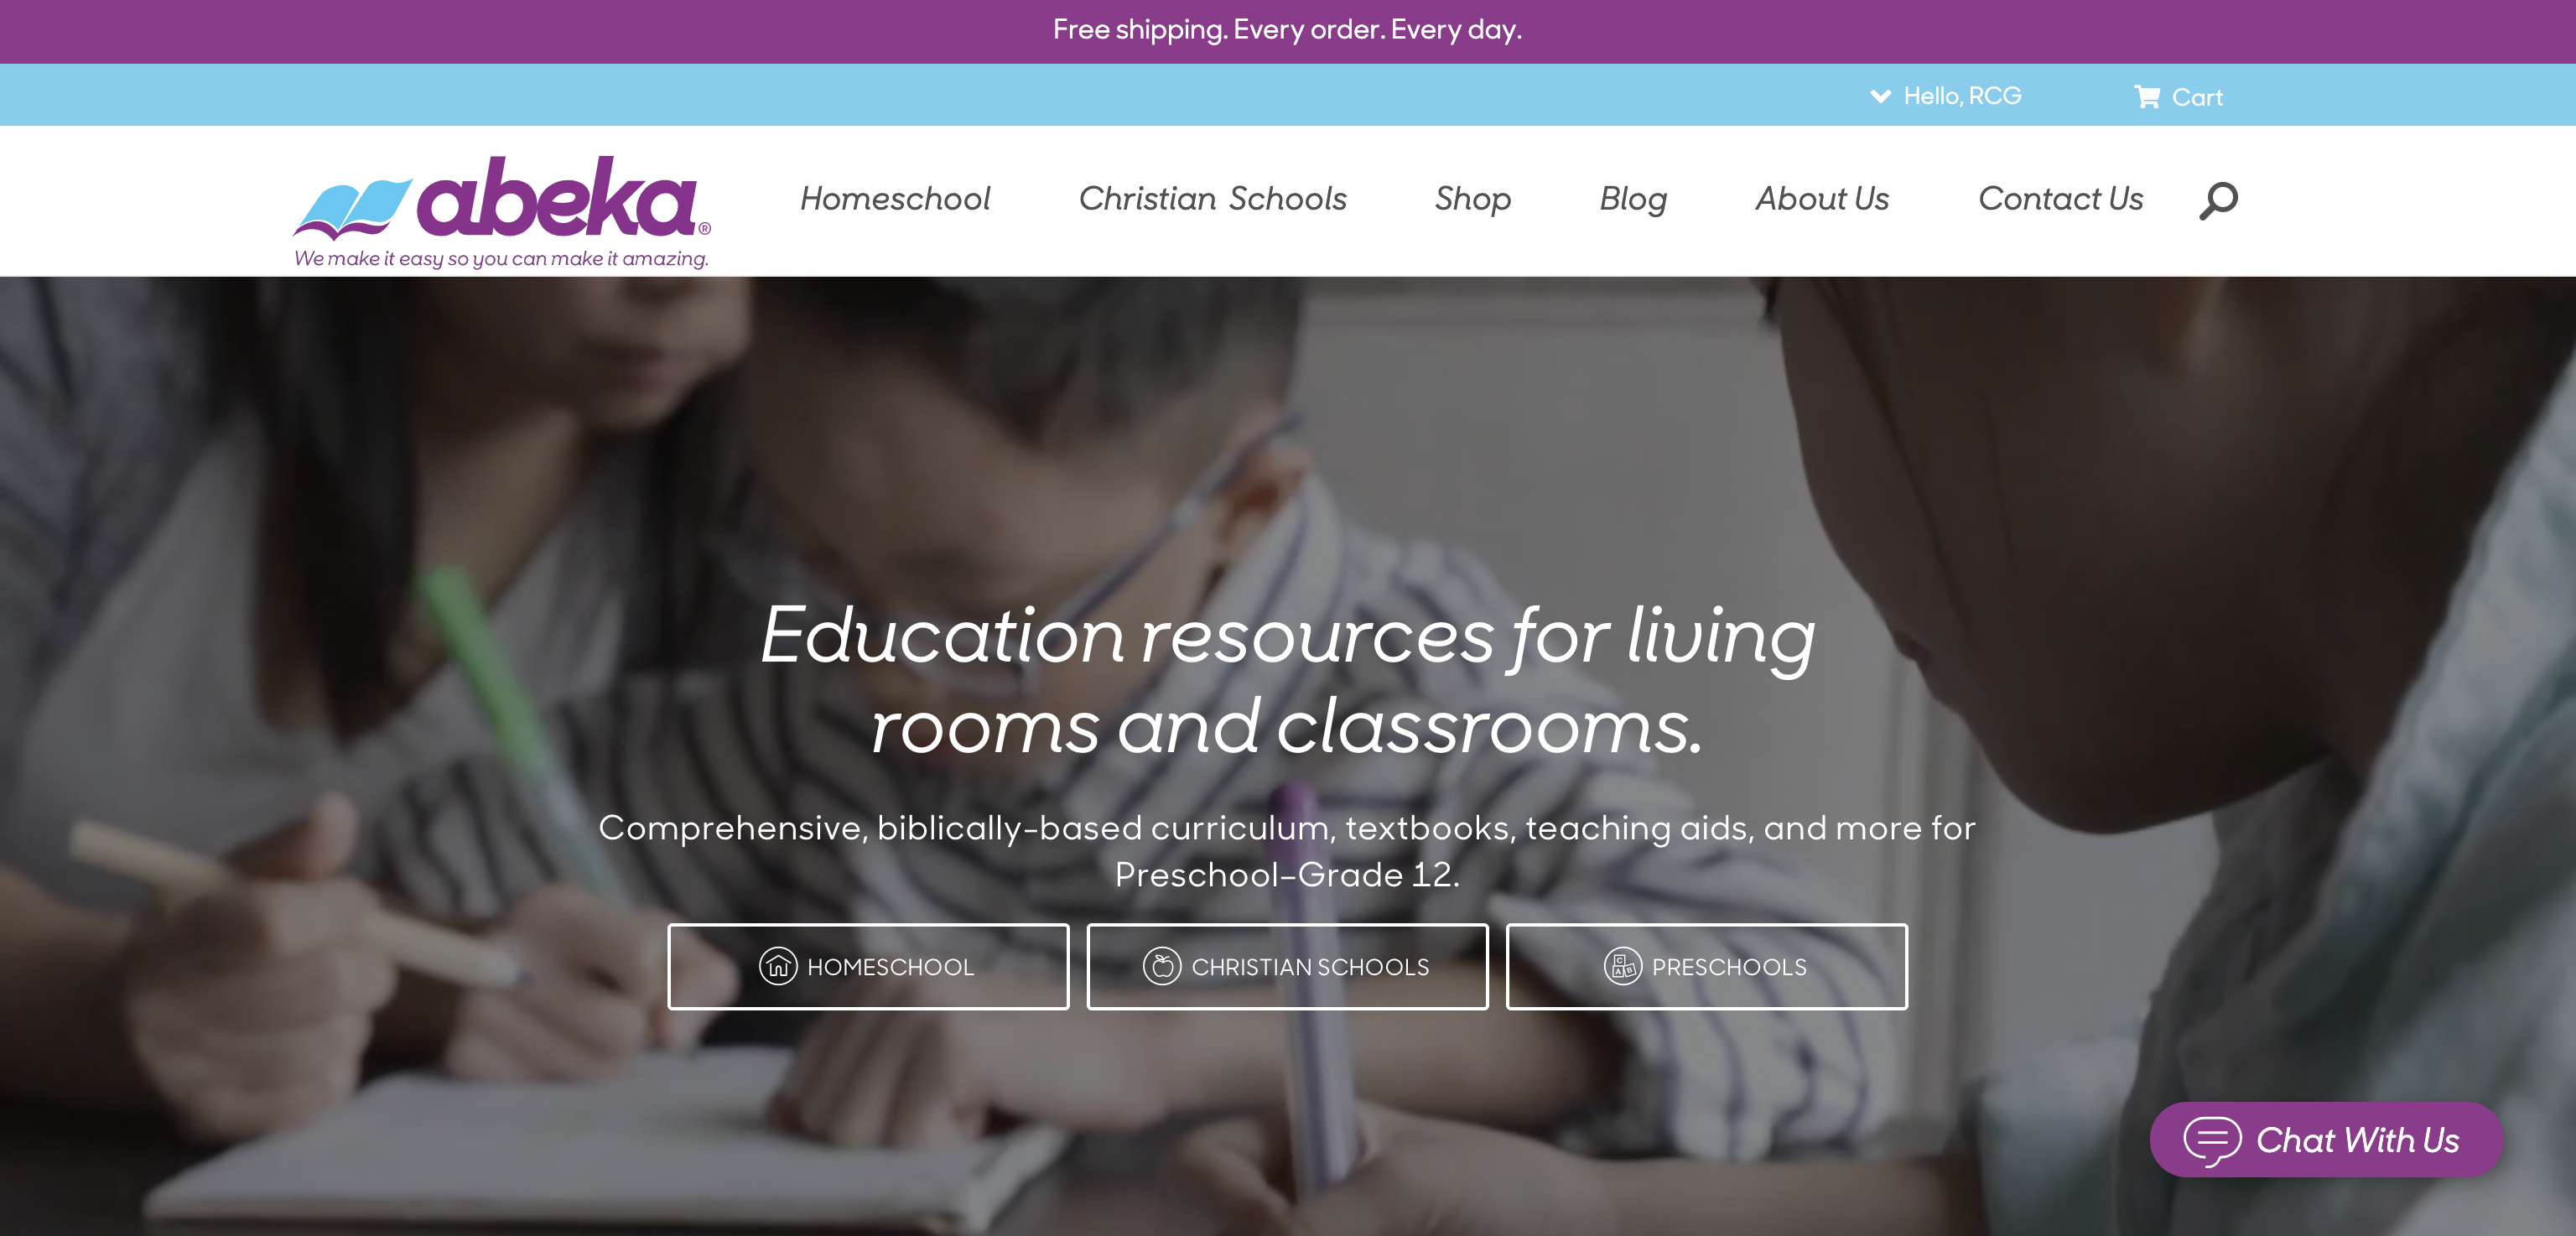 Free shipping. Every order. Every day.
Hello, RCG
Cart
abeka®
We make it easy so you can make it amazing.
Homeschool
Christian Schools
Shop
Blog
About Us
Contact Us
Education resources for living
rooms and classrooms.
Comprehensive, biblically-based curriculum, textbooks, teaching aids, and more for
Preschool–Grade 12.
HOMESCHOOL
CHRISTIAN SCHOOLS
C
A B
PRESCHOOLS
Chat With Us